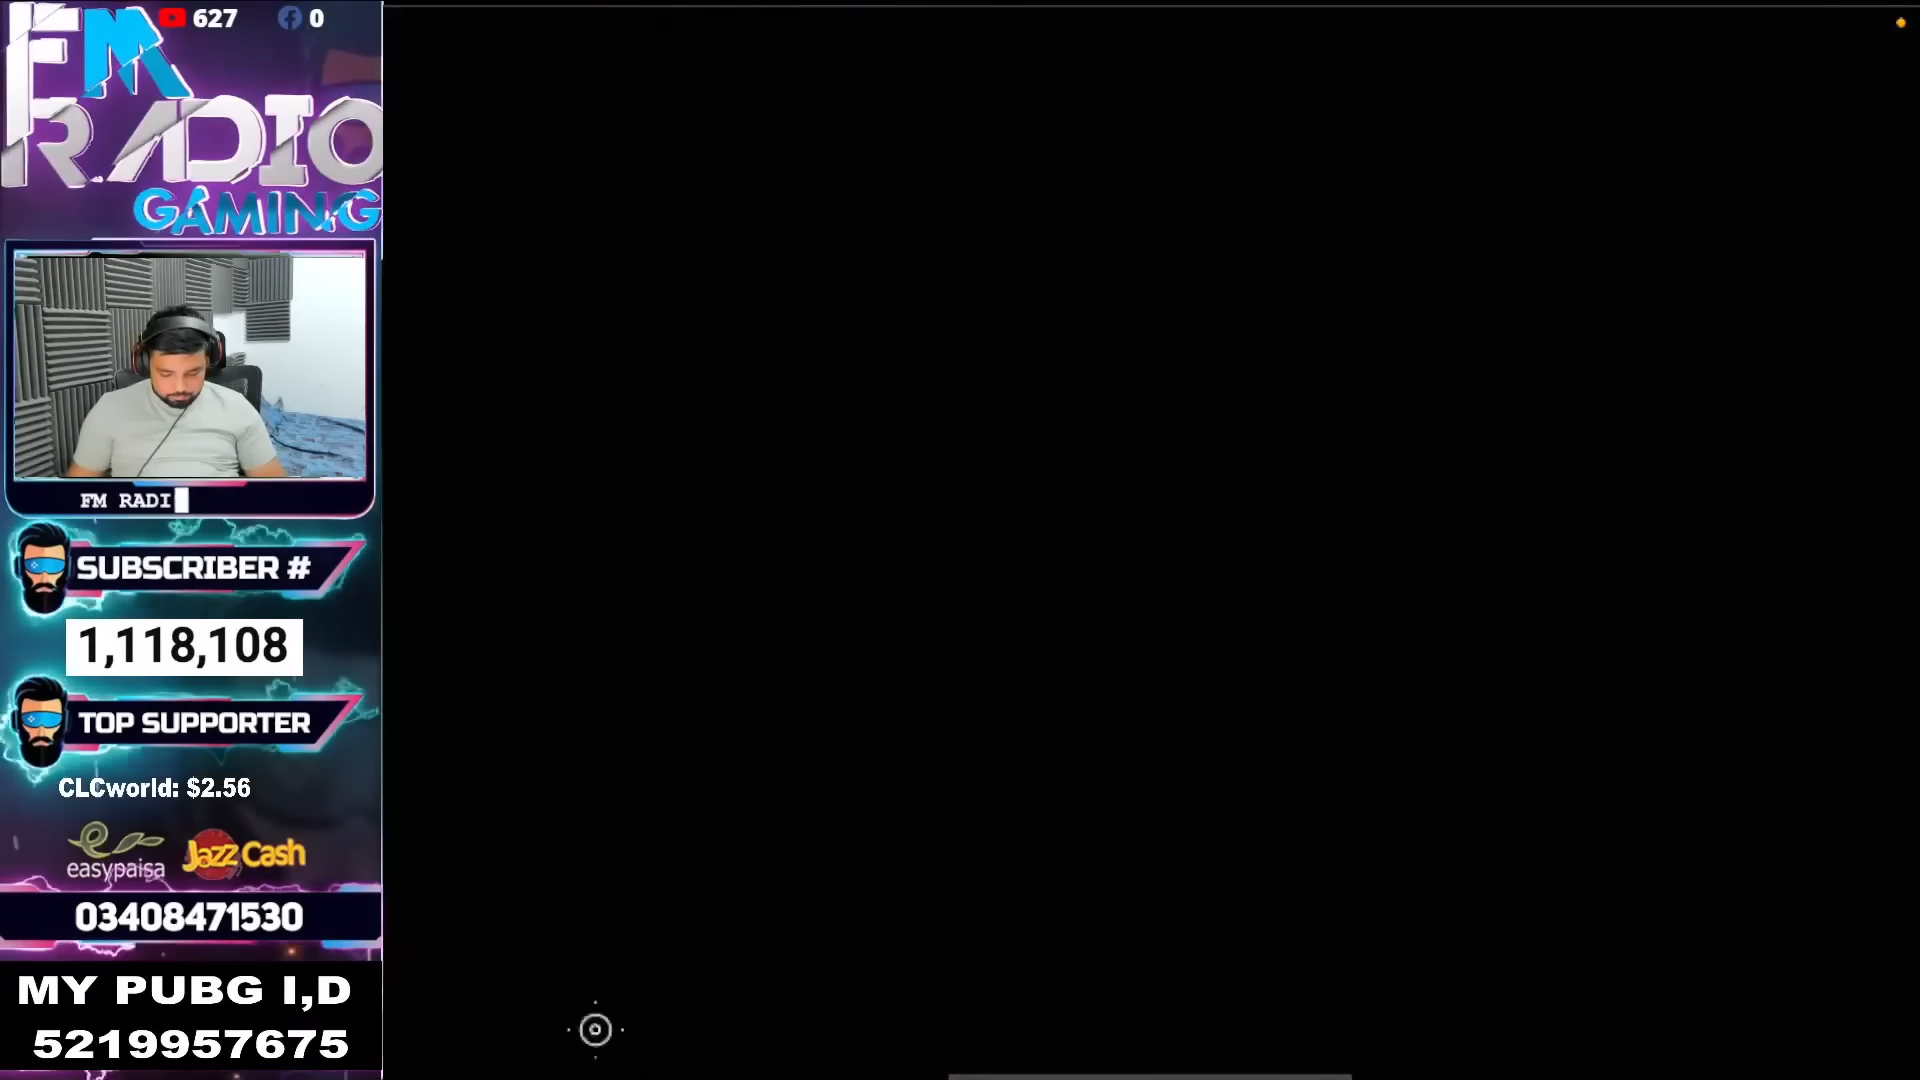 627
0
FM
RADIO
GAMING
FM RADI
SUBSCRIBER #
1,118,108
TOP SUPPORTER
CLCworld: $2.56
easypaisa
JazzCash
03408471530
MY PUBG I,D
5219957675